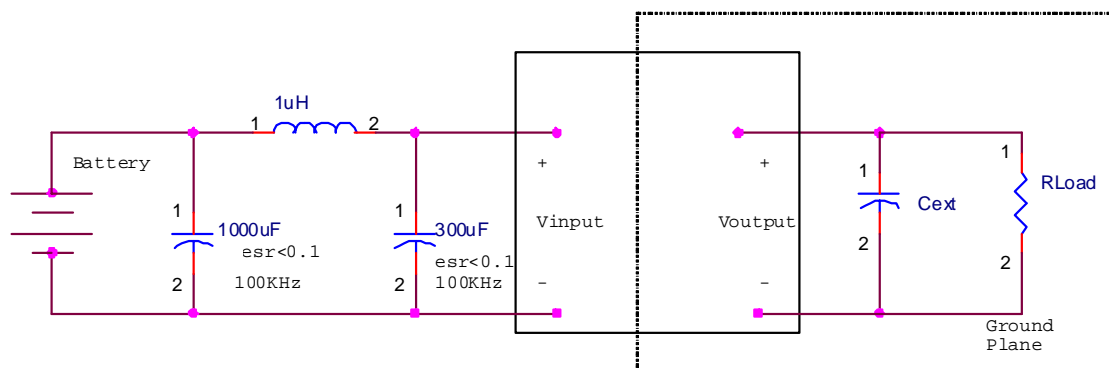 1uH
1
2
Battery
1
1000uF
esr<0.1
2
100KHz
1
300uF
esr<0.1
2
100KHz
+
Vinput
-
+
Voutput
-
1
Cext
2
1
RLoad
2
Ground
Plane